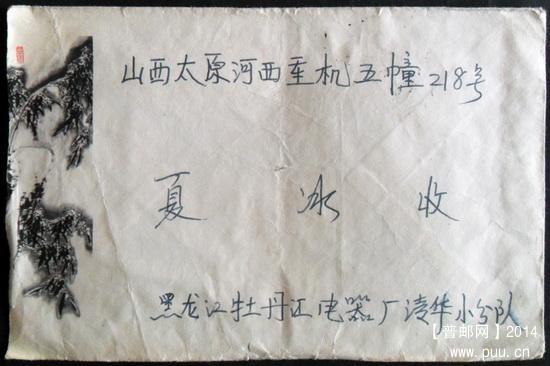 山西太原河西重机五幢218号
夏冰收
黑龙江牡丹江电器厂清华小分队
【普邮网】2014
www.puu.cn